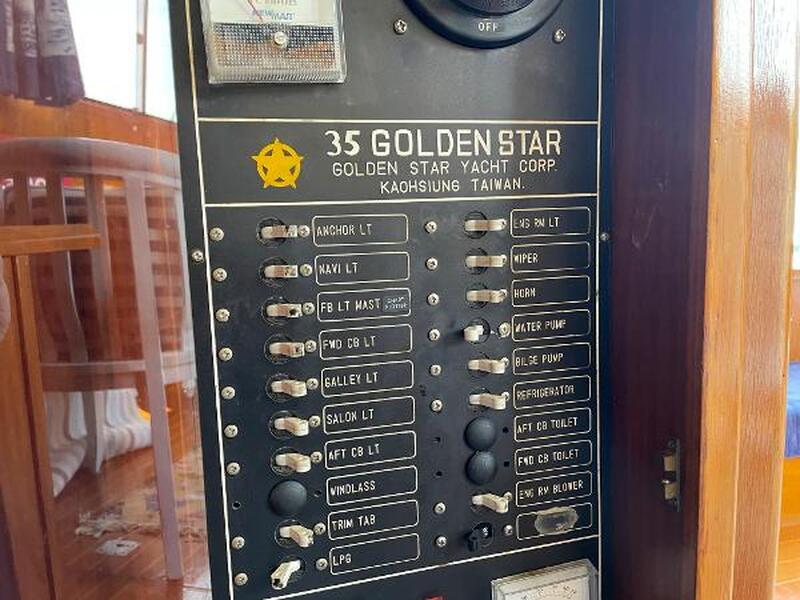 NEWMAR
OFF
35 GOLDEN STAR
GOLDEN STAR YACHT CORP.
KAOHSIUNG TAIWAN.
ANCHOR LT
NAVI LT
FB LT MAST
FWD CB LT
GALLEY LT
SALON LT
AFT CB LT
WINDLASS
TRIM TAB
LPG
ENG RM LT
WIPER
HORN
WATER PUMP
BILGE PUMP
REFRIGERATOR
AFT CB TOILET
FWD CB TOILET
ENG RM BLOWER